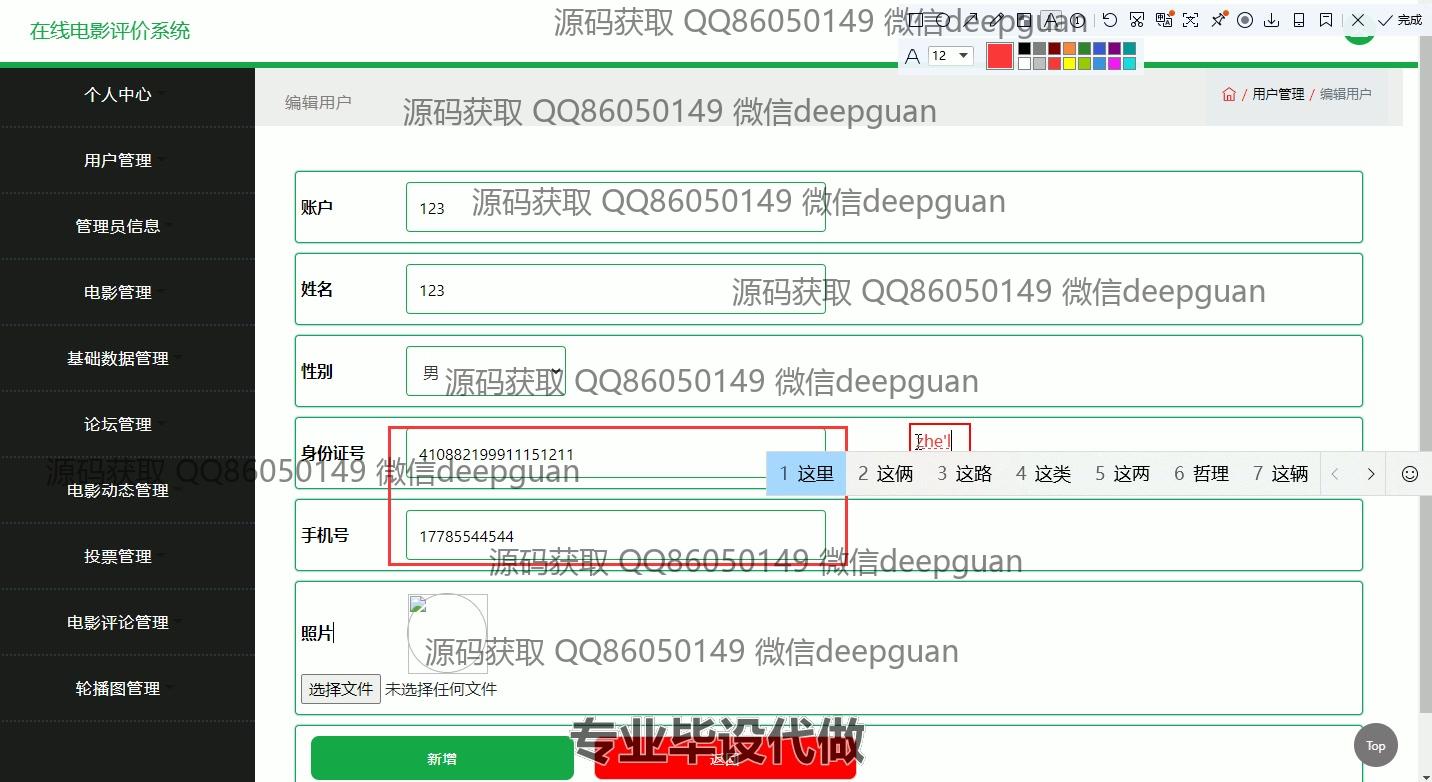 在线电影评价系统
源码获取 QQ86050149 微信deepguan
完成
A 12
个人中心
用户管理
管理员信息
电影管理
基础数据管理
论坛管理
电影动态管理
投票管理
电影评论管理
轮播图管理
编辑用户
源码获取 QQ86050149 微信deepguan
/ 用户管理 / 编辑用户
账户 123
源码获取 QQ86050149 微信deepguan
姓名 123
源码获取 QQ86050149 微信deepguan
性别 男
源码获取 QQ86050149 微信deepguan
身份证号 410882199911151211
zhe'l
源码获取 QQ86050149 微信deepguan
1 这里 2 这俩 3 这路 4 这类 5 这两 6 哲理 7 这辆
手机号 17785544544
源码获取 QQ86050149 微信deepguan
照片
源码获取 QQ86050149 微信deepguan
选择文件 未选择任何文件
专业毕设代做
新增 返回
Top